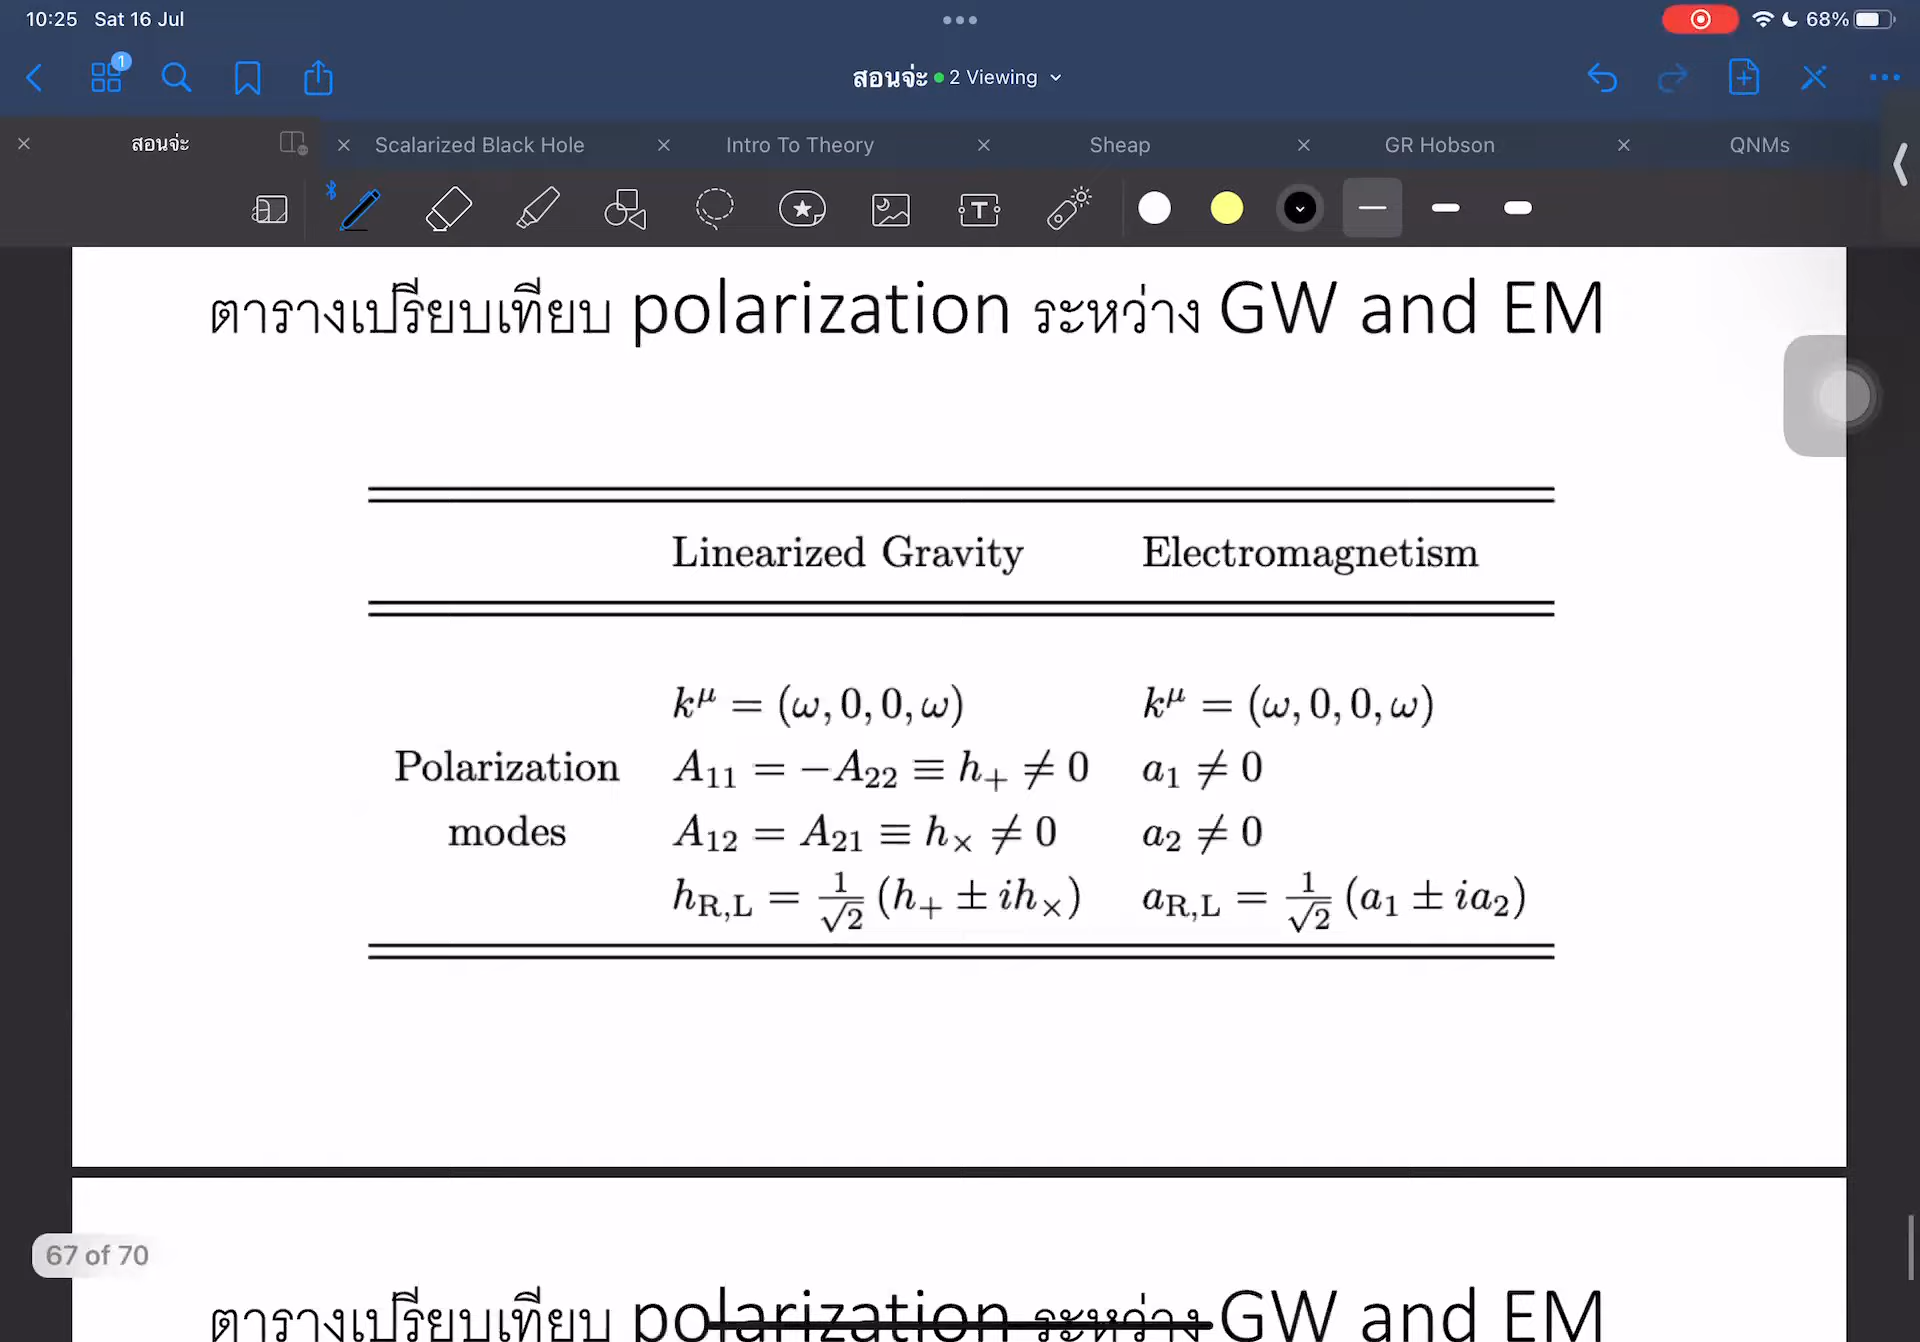 10:25 Sat 16 Jul
68%
1
สอนจ่ะ 2 Viewing
สอนจ่ะ
Scalarized Black Hole
Intro To Theory
Sheap
GR Hobson
QNMs
ตารางเปรียบเทียบ polarization ระหว่าง GW and EM
Linearized Gravity Electromagnetism
k^μ = (ω, 0, 0, ω) k^μ = (ω, 0, 0, ω)
Polarization A₁₁ = −A₂₂ ≡ h₊ ≠ 0 a₁ ≠ 0
modes A₁₂ = A₂₁ ≡ h_× ≠ 0 a₂ ≠ 0
h_{R,L} = 1/√2 (h₊ ± ih_×) a_{R,L} = 1/√2 (a₁ ± ia₂)
67 of 70
ตารางเปรียบเทียบ polarization ระหว่าง GW and EM